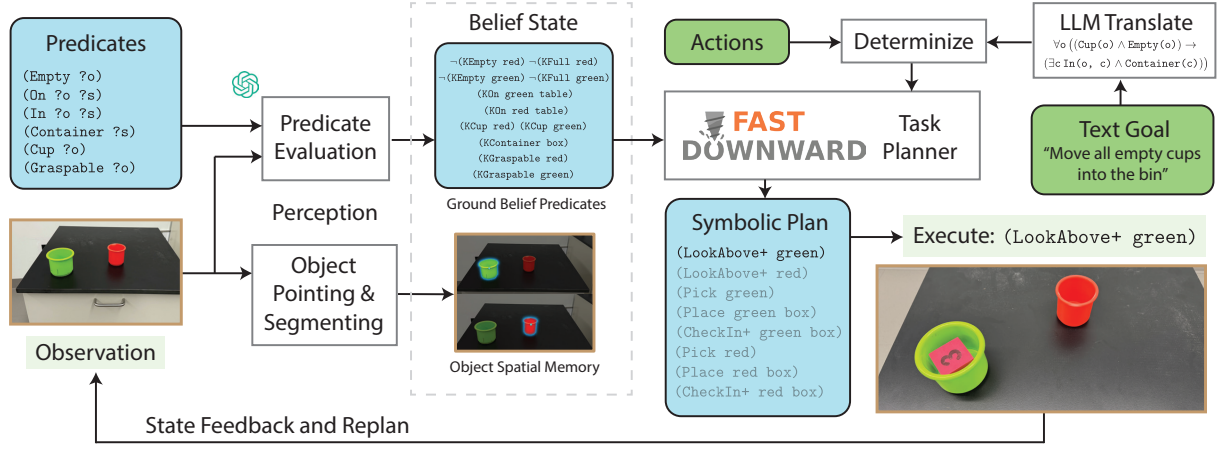 Predicates
(Empty ?o)
(On ?o ?s)
(In ?o ?s)
(Container ?s)
(Cup ?o)
(Graspable ?o)
Observation
Predicate
Evaluation
Perception
Object
Pointing &
Segmenting
Belief State
¬(KEmpty red) ¬(KFull red)
¬(KEmpty green) ¬(KFull green)
(KOn green table)
(KOn red table)
(KCup red) (KCup green)
(KContainer box)
(KGraspable red)
(KGraspable green)
Ground Belief Predicates
Object Spatial Memory
Actions
Determinize
LLM Translate
∀o ((Cup(o) ∧ Empty(o)) →
(∃c In(o, c) ∧ Container(c)))
Text Goal
“Move all empty cups
into the bin”
FAST
DOWNWARD
Task
Planner
Symbolic Plan
(LookAbove+ green)
(LookAbove+ red)
(Pick green)
(Place green box)
(CheckIn+ green box)
(Pick red)
(Place red box)
(CheckIn+ red box)
Execute: (LookAbove+ green)
3
State Feedback and Replan